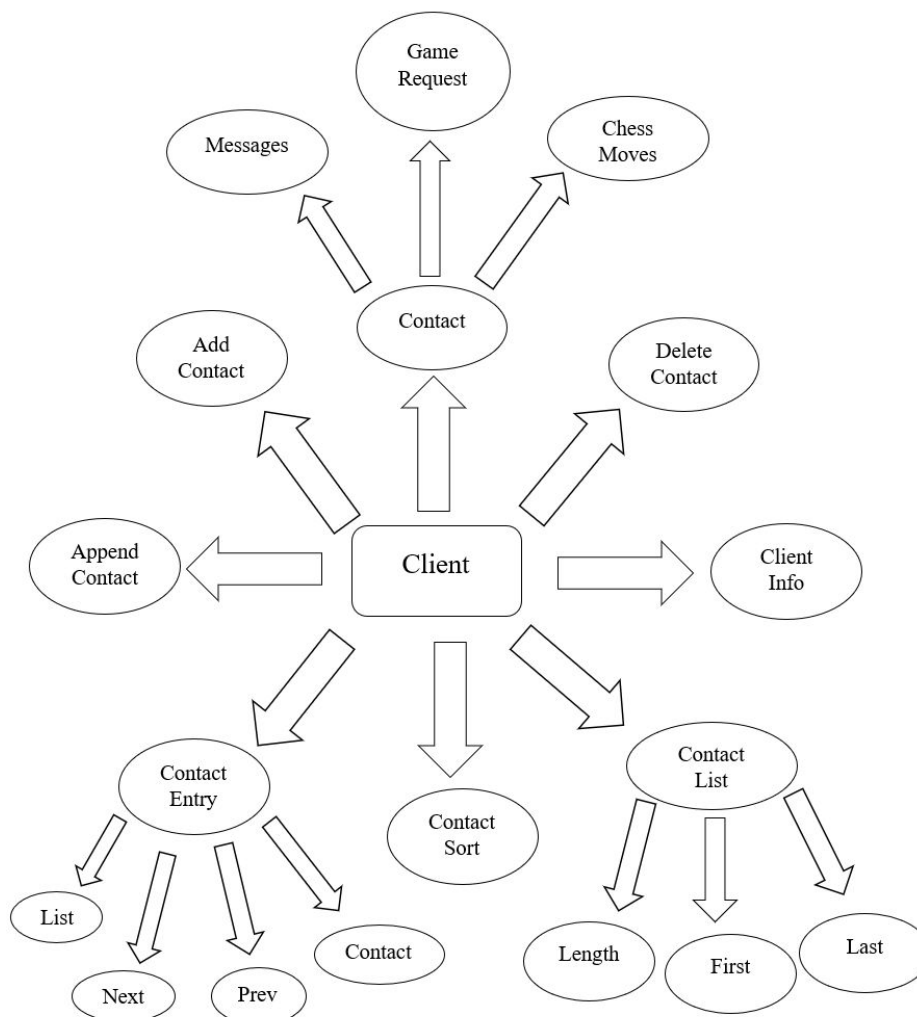 Game
Request
Messages
Chess
Moves
Contact
Add
Contact
Delete
Contact
Append
Contact
Client
Client
Info
Contact
Entry
Contact
Sort
Contact
List
List
Next
Prev
Contact
Length
First
Last